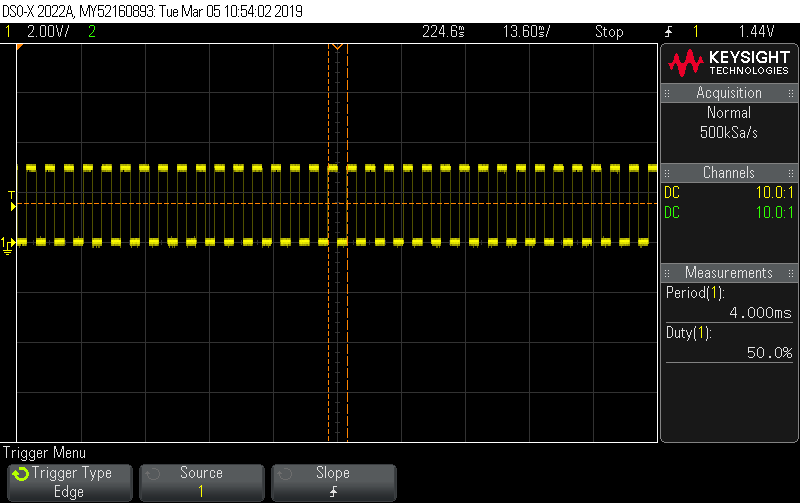 DSO-X 2022A, MY52160893: Tue Mar 05 10:54:02 2019
1 2.00V/ 2 224.6ms 13.60ms/ Stop 1 1.44V
KEYSIGHT
TECHNOLOGIES
Acquisition
Normal
500kSa/s
Channels
DC 10.0:1
DC 10.0:1
Measurements
Period(1):
4.000ms
Duty(1):
50.0%
T
1
Trigger Menu
Trigger Type
Edge
Source
1
Slope